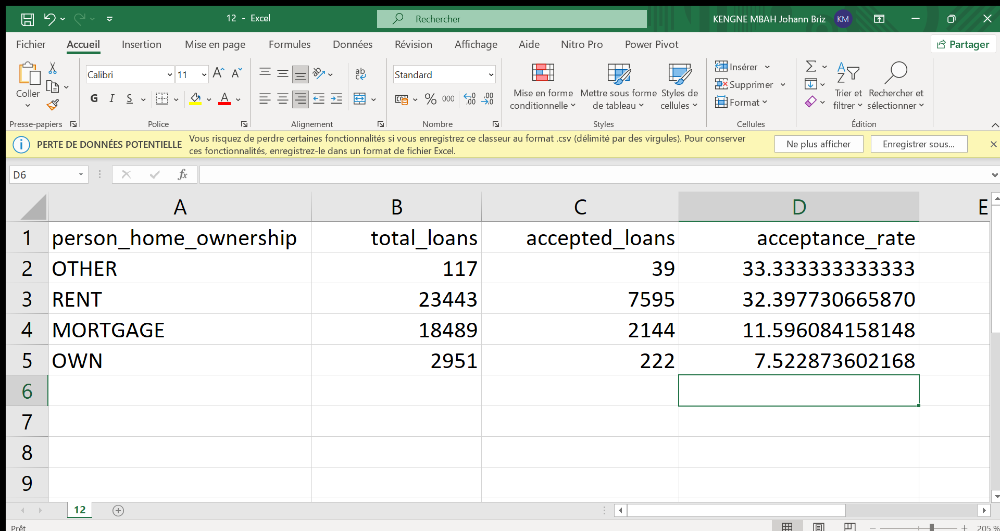 12 - Excel
Rechercher
KENGNE MBAH Johann Briz
KM
Fichier Accueil Insertion Mise en page Formules Données Révision Affichage Aide Nitro Pro Power Pivot
Partager
Coller
Presse-papiers
Calibri 11
G I S
A
Police
ab
Alignement
Standard
% 000 ,00
Nombre
Mise en forme
conditionnelle
Mettre sous forme
de tableau
Styles de
cellules
Styles
Insérer
Supprimer
Format
Cellules
Trier et
filtrer
Rechercher et
sélectionner
Édition
PERTE DE DONNÉES POTENTIELLE
Vous risquez de perdre certaines fonctionnalités si vous enregistrez ce classeur au format .csv (délimité par des virgules). Pour conserver
ces fonctionnalités, enregistrez-le dans un format de fichier Excel.
Ne plus afficher
Enregistrer sous...
D6
fx
A B C D E
1 person_home_ownership total_loans accepted_loans acceptance_rate
2 OTHER 117 39 33.333333333333
3 RENT 23443 7595 32.397730665870
4 MORTGAGE 18489 2144 11.596084158148
5 OWN 2951 222 7.522873602168
6
7
8
9
12
Prêt
205 %